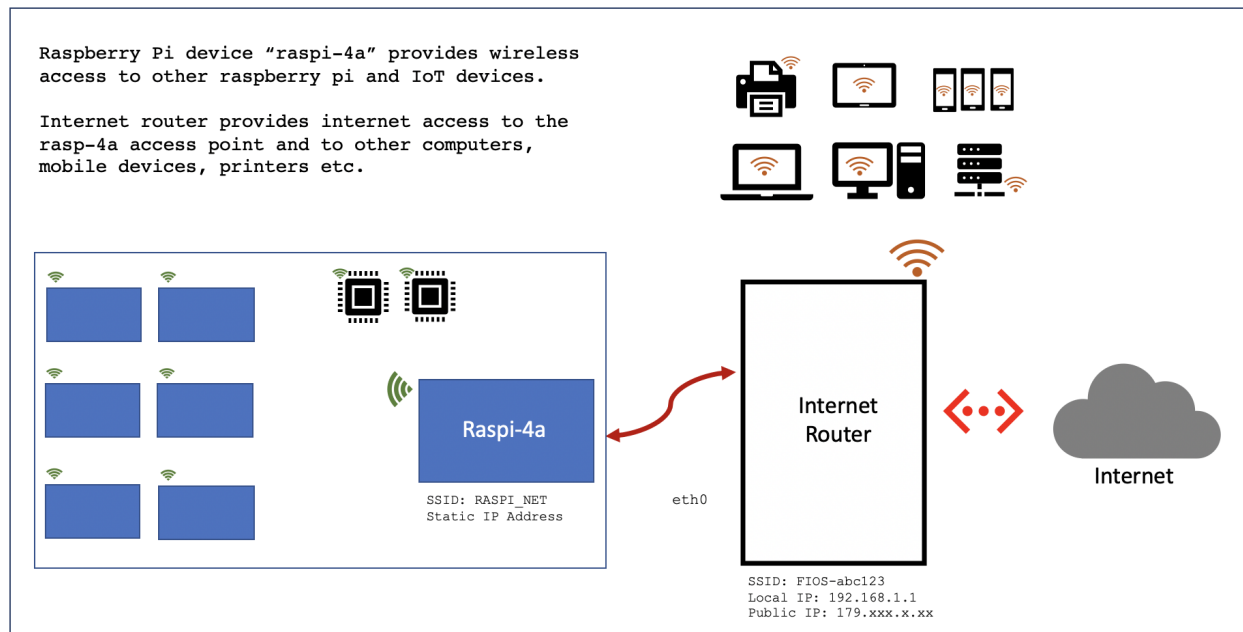 Raspberry Pi device “raspi-4a” provides wireless
access to other raspberry pi and IoT devices.
Internet router provides internet access to the
rasp-4a access point and to other computers,
mobile devices, printers etc.
Raspi-4a
SSID: RASPI_NET
Static IP Address
eth0
Internet
Router
SSID: FIOS-abc123
Local IP: 192.168.1.1
Public IP: 179.xxx.x.xx
Internet